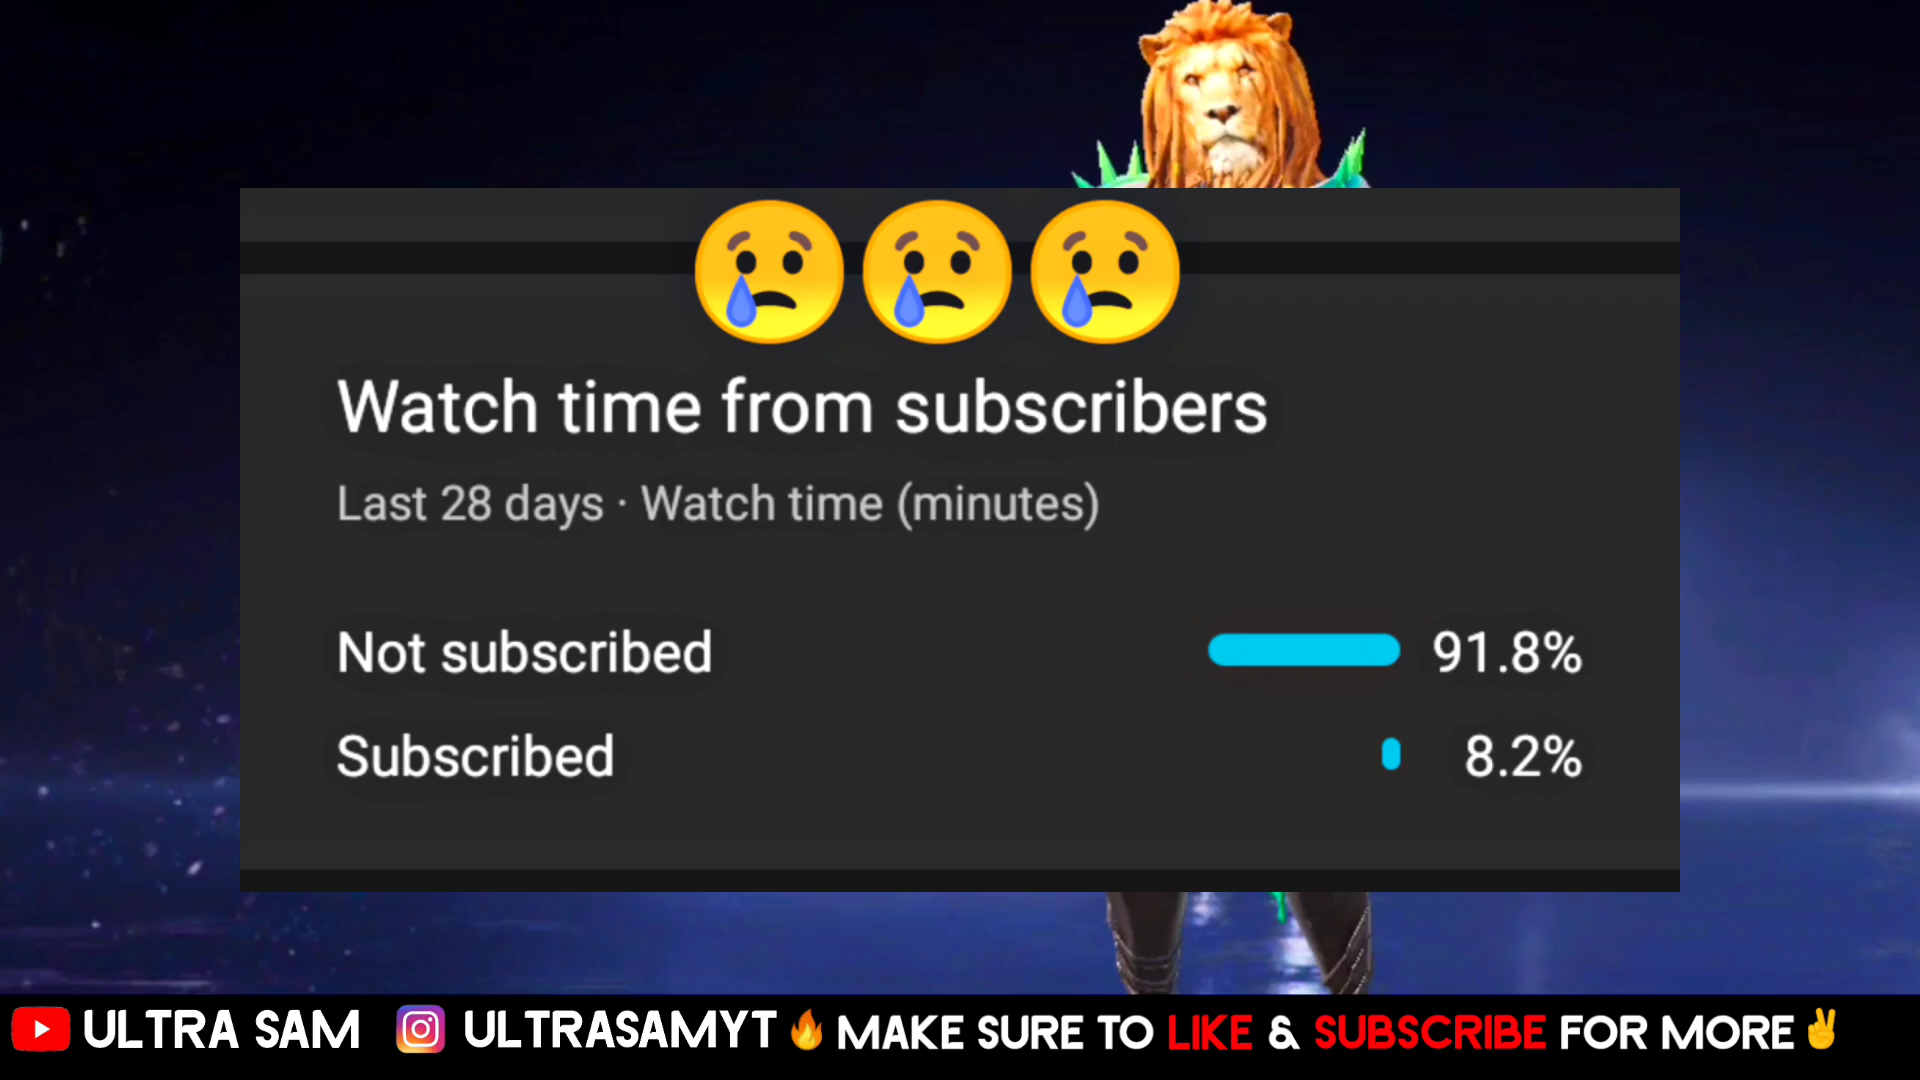 Watch time from subscribers
Last 28 days · Watch time (minutes)
Not subscribed 91.8%
Subscribed 8.2%
ULTRA SAM ULTRASAMYT🔥MAKE SURE TO LIKE & SUBSCRIBE FOR MORE✌